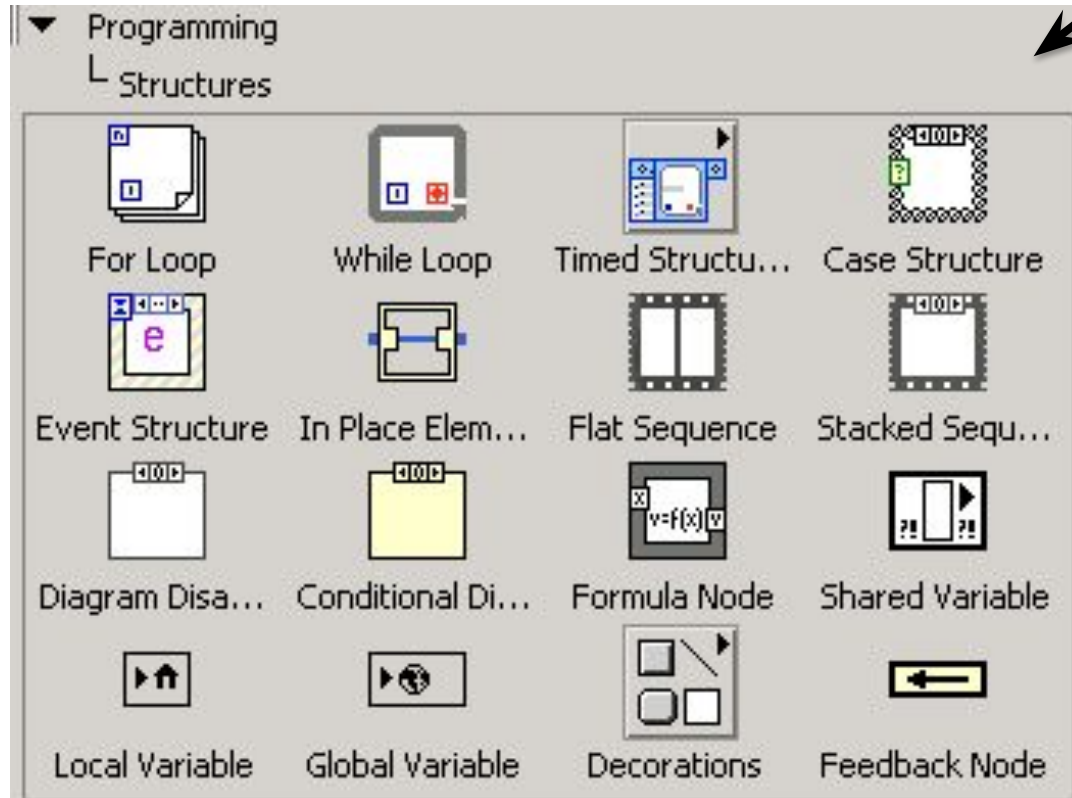 Programming
Structures
For Loop
While Loop
Timed Structu...
Case Structure
Event Structure
In Place Elem...
Flat Sequence
Stacked Sequ...
Diagram Disa...
Conditional Di...
Formula Node
Shared Variable
Local Variable
Global Variable
Decorations
Feedback Node